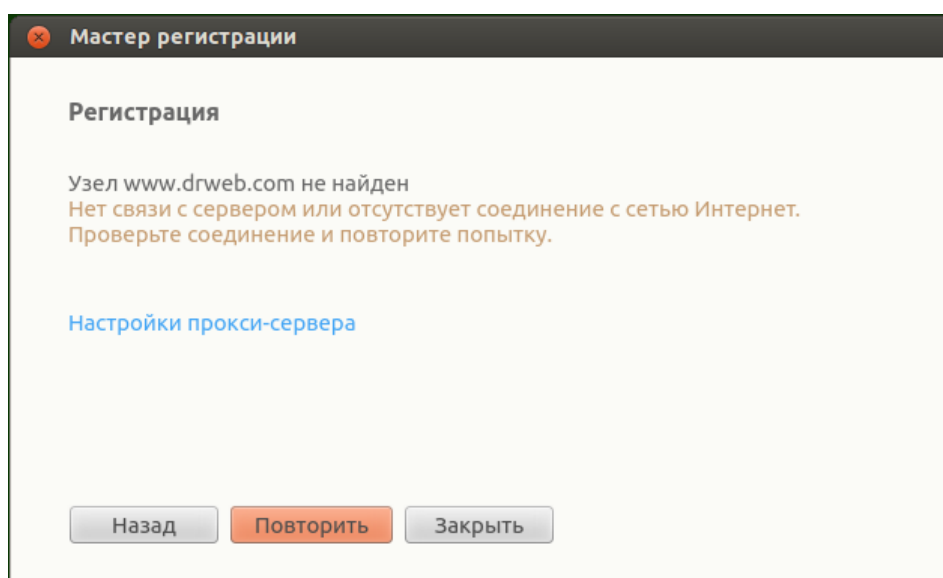 Мастер регистрации
Регистрация
Узел www.drweb.com не найден
Нет связи с сервером или отсутствует соединение с сетью Интернет.
Проверьте соединение и повторите попытку.
Настройки прокси-сервера
Назад Повторить Закрыть